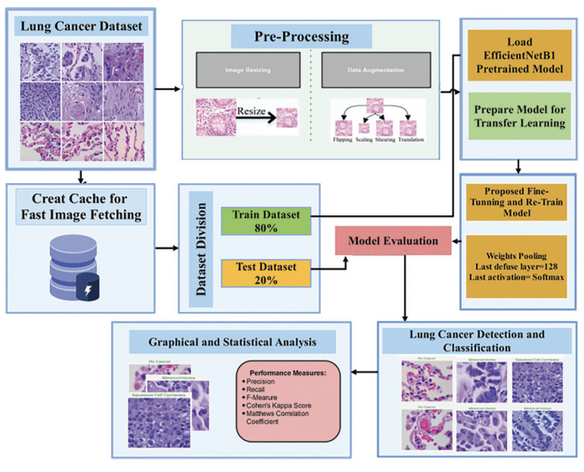 Lung Cancer Dataset
Pre-Processing
Image Resizing
Data Augmentation
Resize
Flipping Scaling Shearing Translation
Load
EfficientNetB1
Pretrained Model
Prepare Model for
Transfer Learning
Creat Cache for
Fast Image Fetching
Dataset Division
Train Dataset
80%
Test Dataset
20%
Model Evaluation
Proposed Fine-
Tunning and Re-Train
Model
Weights Pooling
Last defuse layer=128
Last activation= Softmax
Graphical and Statistical Analysis
Squamous Cell Carcinoma
Performance Measures:
•Precision
•Recall
•F-Measure
•Cohen's Kappa Score
•Matthews Correlation
Coefficient
Lung Cancer Detection and
Classification